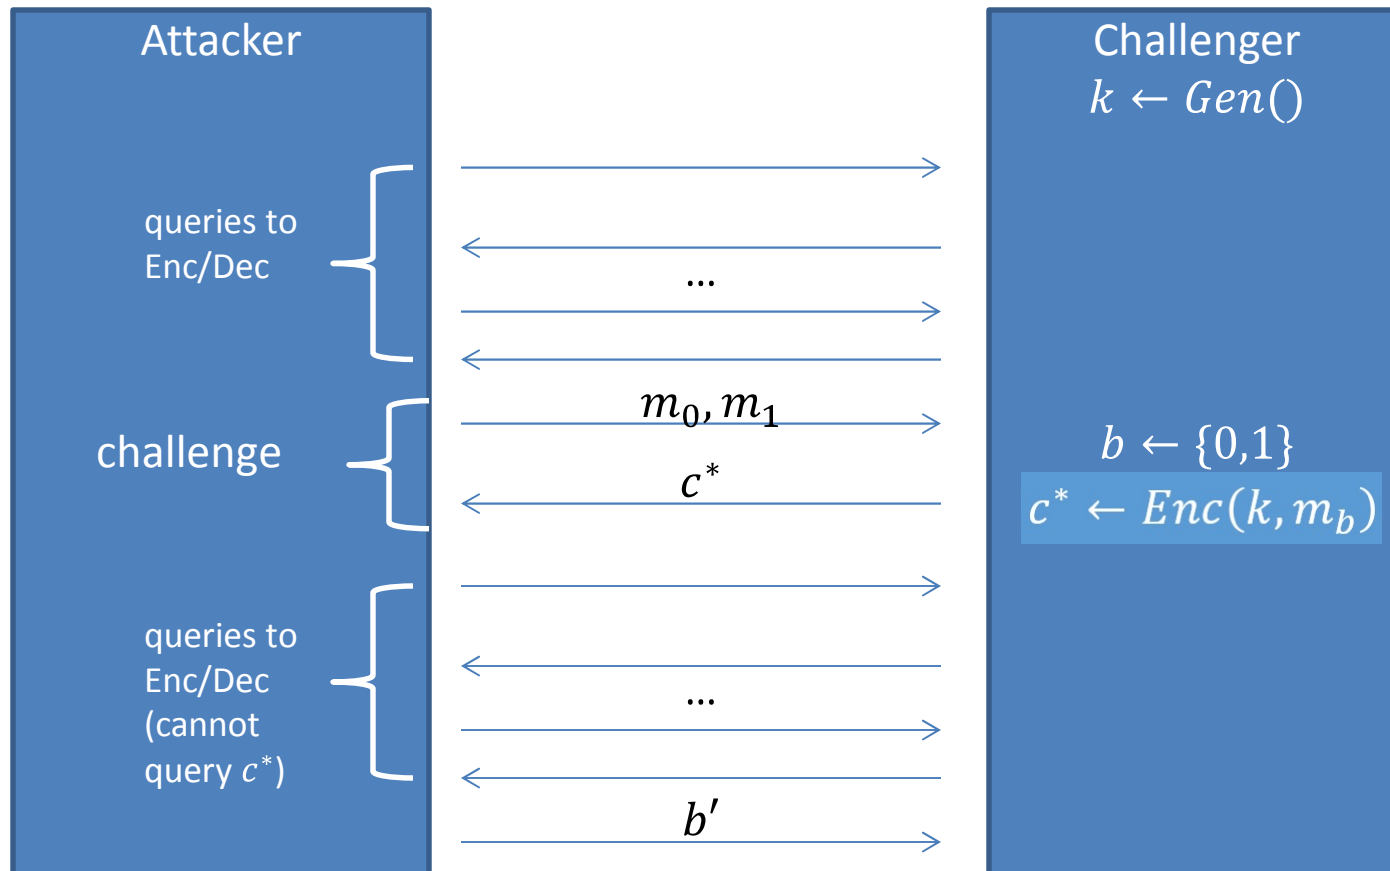 Attacker
Challenger
k ← Gen()
queries to
Enc/Dec
...
m₀, m₁
challenge
b ← {0,1}
c*
c* ← Enc(k, m_b)
queries to
Enc/Dec
(cannot
query c*)
...
b′